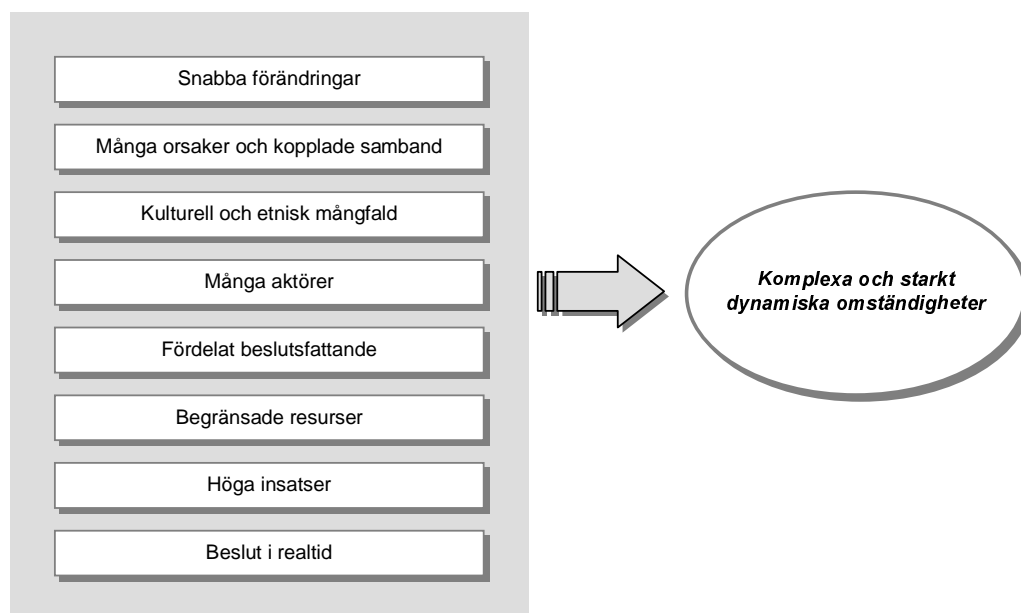 Snabba förändringar
Många orsaker och kopplade samband
Kulturell och etnisk mångfald
Många aktörer
Fördelat beslutsfattande
Begränsade resurser
Höga insatser
Beslut i realtid
Komplexa och starkt
dynamiska omständigheter